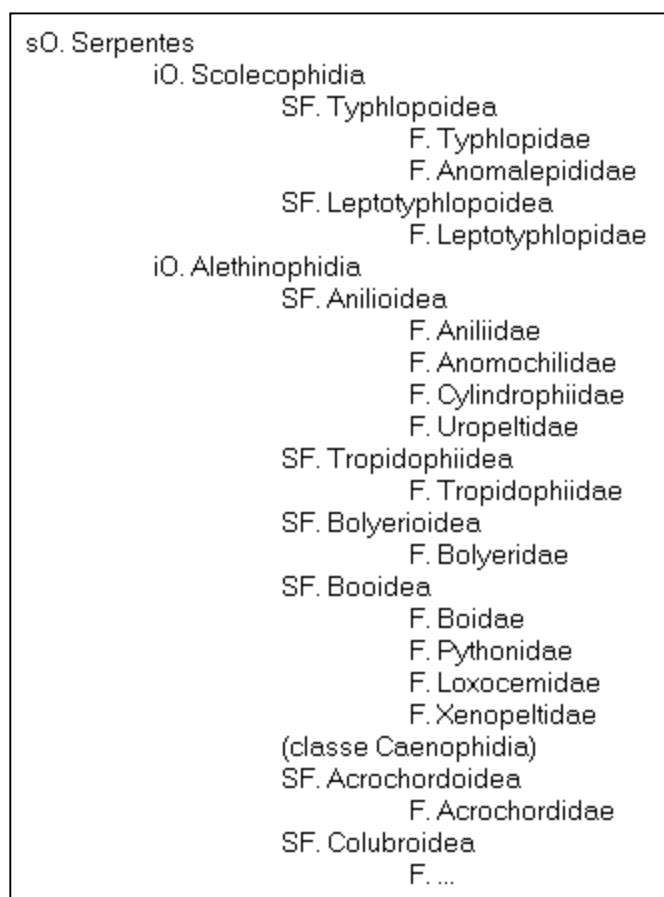 sO. Serpentes
iO. Scolecophidia
SF. Typhlopoidea
F. Typhlopidae
F. Anomalepididae
SF. Leptotyphlopoidea
F. Leptotyphlopidae
iO. Alethinophidia
SF. Anilioidea
F. Aniliidae
F. Anomochilidae
F. Cylindrophiidae
F. Uropeltidae
SF. Tropidophiidea
F. Tropidophiidae
SF. Bolyerioidea
F. Bolyeridae
SF. Booidea
F. Boidae
F. Pythonidae
F. Loxocemidae
F. Xenopeltidae
(classe Caenophidia)
SF. Acrochordoidea
F. Acrochordidae
SF. Colubroidea
F. ...